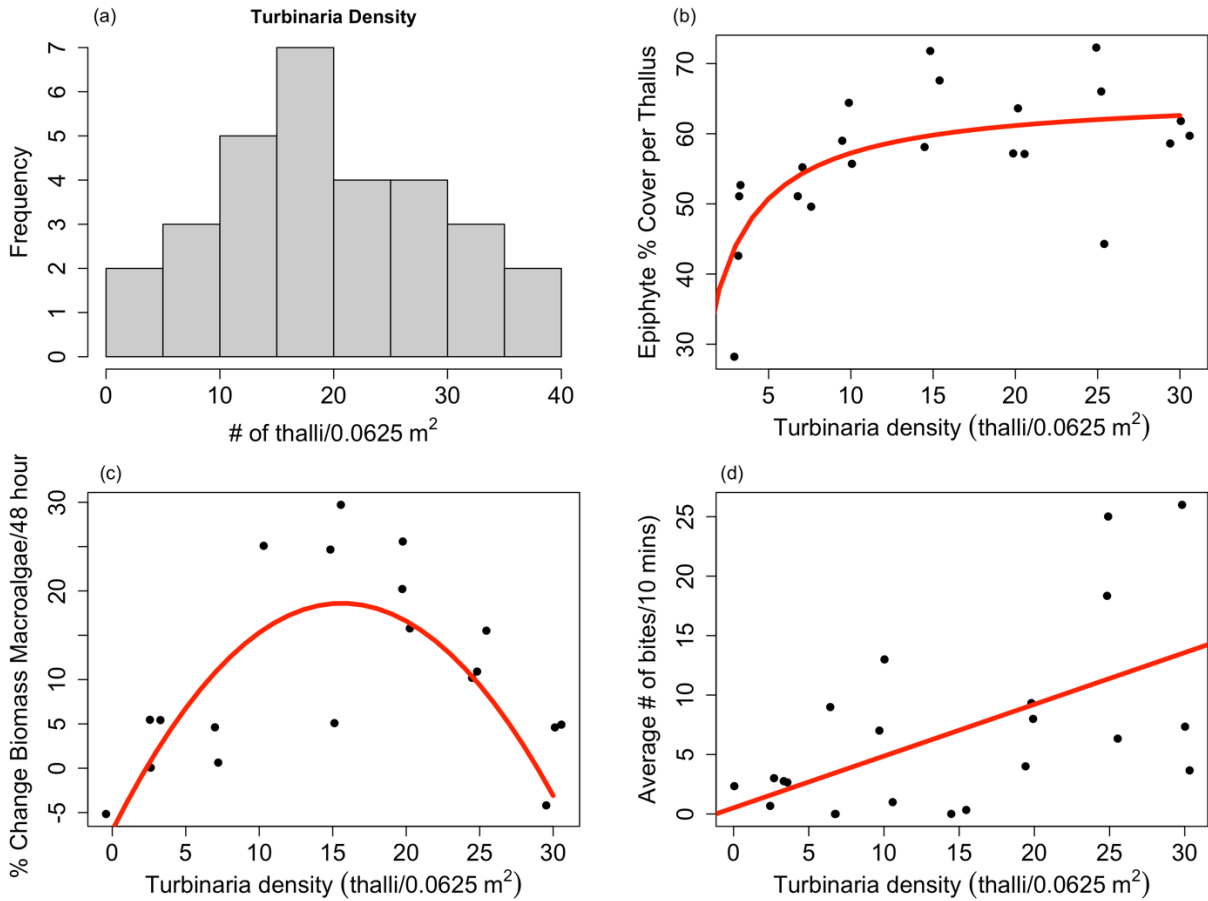 (a)
Turbinaria Density
Frequency
7
6
5
4
3
2
1
0
0 10 20 30 40
# of thalli/0.0625 m²
(b)
Epiphyte % Cover per Thallus
70
60
50
40
30
5 10 15 20 25 30
Turbinaria density (thalli/0.0625 m²)
(c)
% Change Biomass Macroalgae/48 hour
30
20
10
5
0
-5
0 5 10 15 20 25 30
Turbinaria density (thalli/0.0625 m²)
(d)
Average # of bites/10 mins)
25
20
15
10
5
0
0 5 10 15 20 25 30
Turbinaria density (thalli/0.0625 m²)